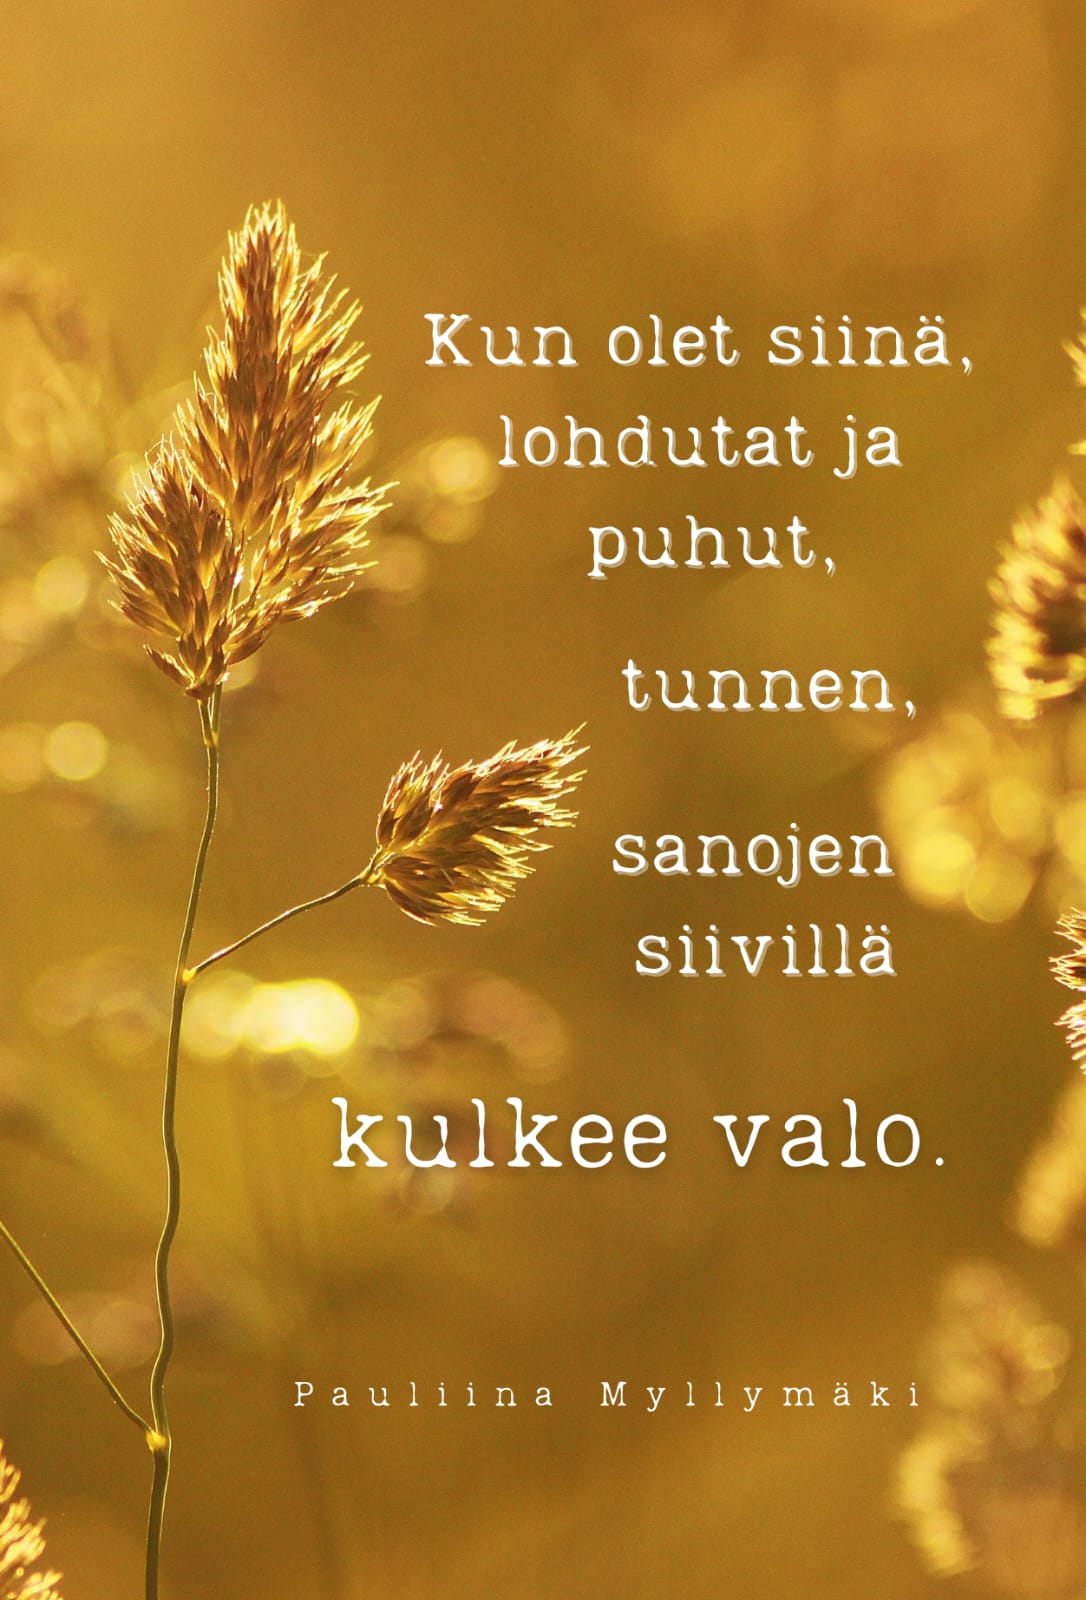 Kun olet siinä,
lohdutat ja
puhut,
tunnen,
sanojen
siivillä
kulkee valo.
Pauliina Myllymäki